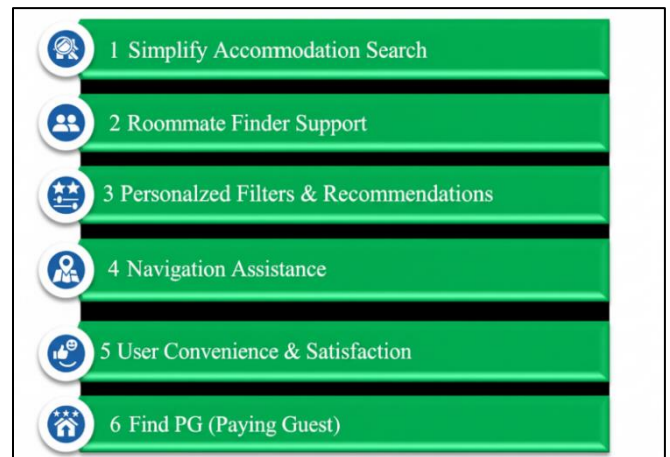 1 Simplify Accommodation Search
2 Roommate Finder Support
3 Personalzed Filters & Recommendations
4 Navigation Assistance
5 User Convenience & Satisfaction
6 Find PG (Paying Guest)